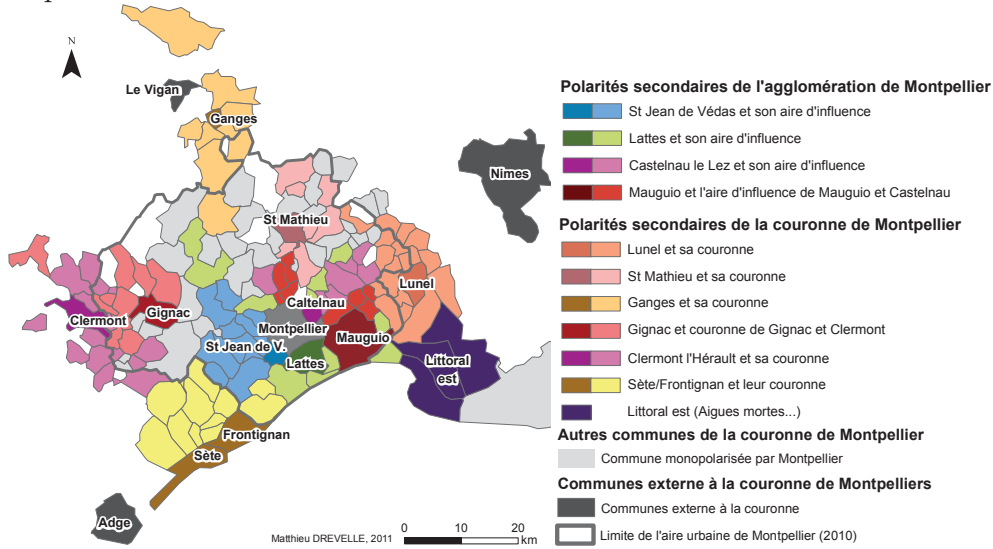 N
Le Vigan
Ganges
Nimes
St Mathieu
Lunel
Clermont
Gignac
Caltelnau
Montpellier
St Jean de V.
Mauguio
Lattes
Littoral
est
Frontignan
Sète
Adge
Matthieu DREVELLE, 2011
0 10 20
km
Polarités secondaires de l'agglomération de Montpellier
St Jean de Védas et son aire d'influence
Lattes et son aire d'influence
Castelnau le Lez et son aire d'influence
Mauguio et l'aire d'influence de Mauguio et Castelnau
Polarités secondaires de la couronne de Montpellier
Lunel et sa couronne
St Mathieu et sa couronne
Ganges et sa couronne
Gignac et couronne de Gignac et Clermont
Clermont l'Hérault et sa couronne
Sète/Frontignan et leur couronne
Littoral est (Aigues mortes...)
Autres communes de la couronne de Montpellier
Commune monopolarisée par Montpellier
Communes externe à la couronne de Montpelliers
Communes externe à la couronne
Limite de l'aire urbaine de Montpellier (2010)